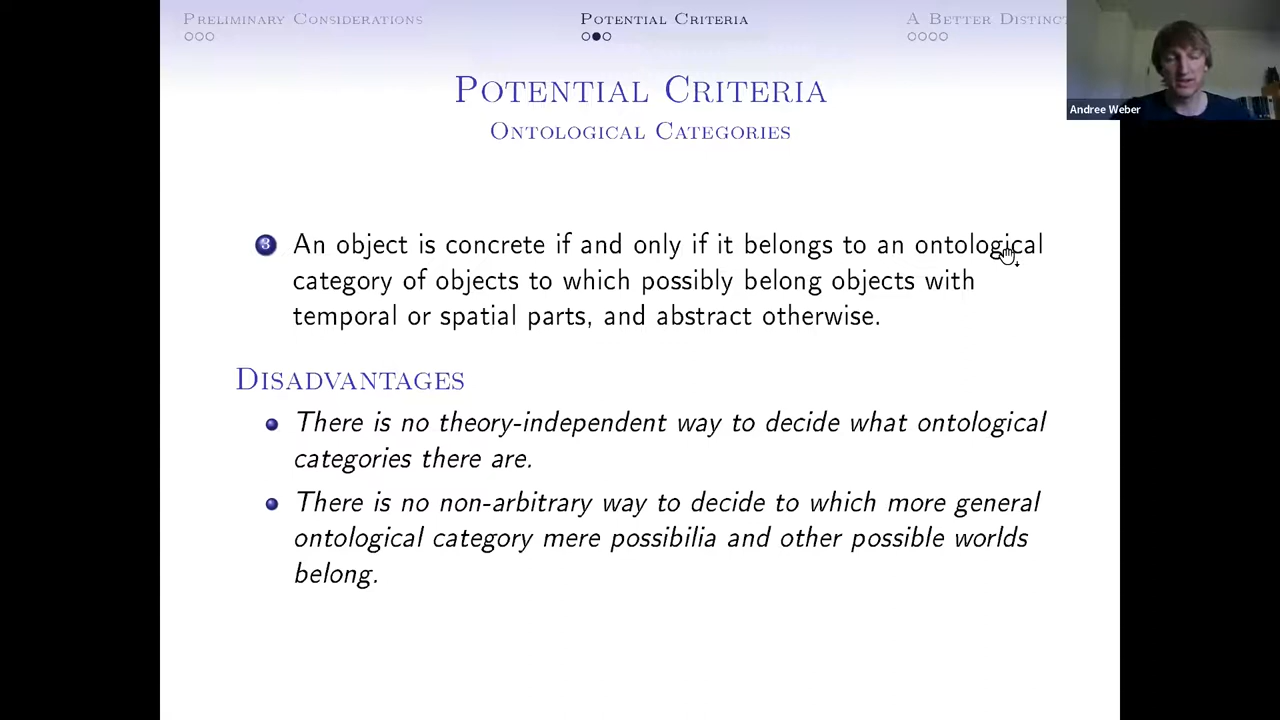 Preliminary Considerations
Potential Criteria
A Better Distinct
Andree Weber
Potential Criteria
Ontological Categories
3 An object is concrete if and only if it belongs to an ontological
category of objects to which possibly belong objects with
temporal or spatial parts, and abstract otherwise.
Disadvantages
There is no theory-independent way to decide what ontological
categories there are.
There is no non-arbitrary way to decide to which more general
ontological category mere possibilia and other possible worlds
belong.